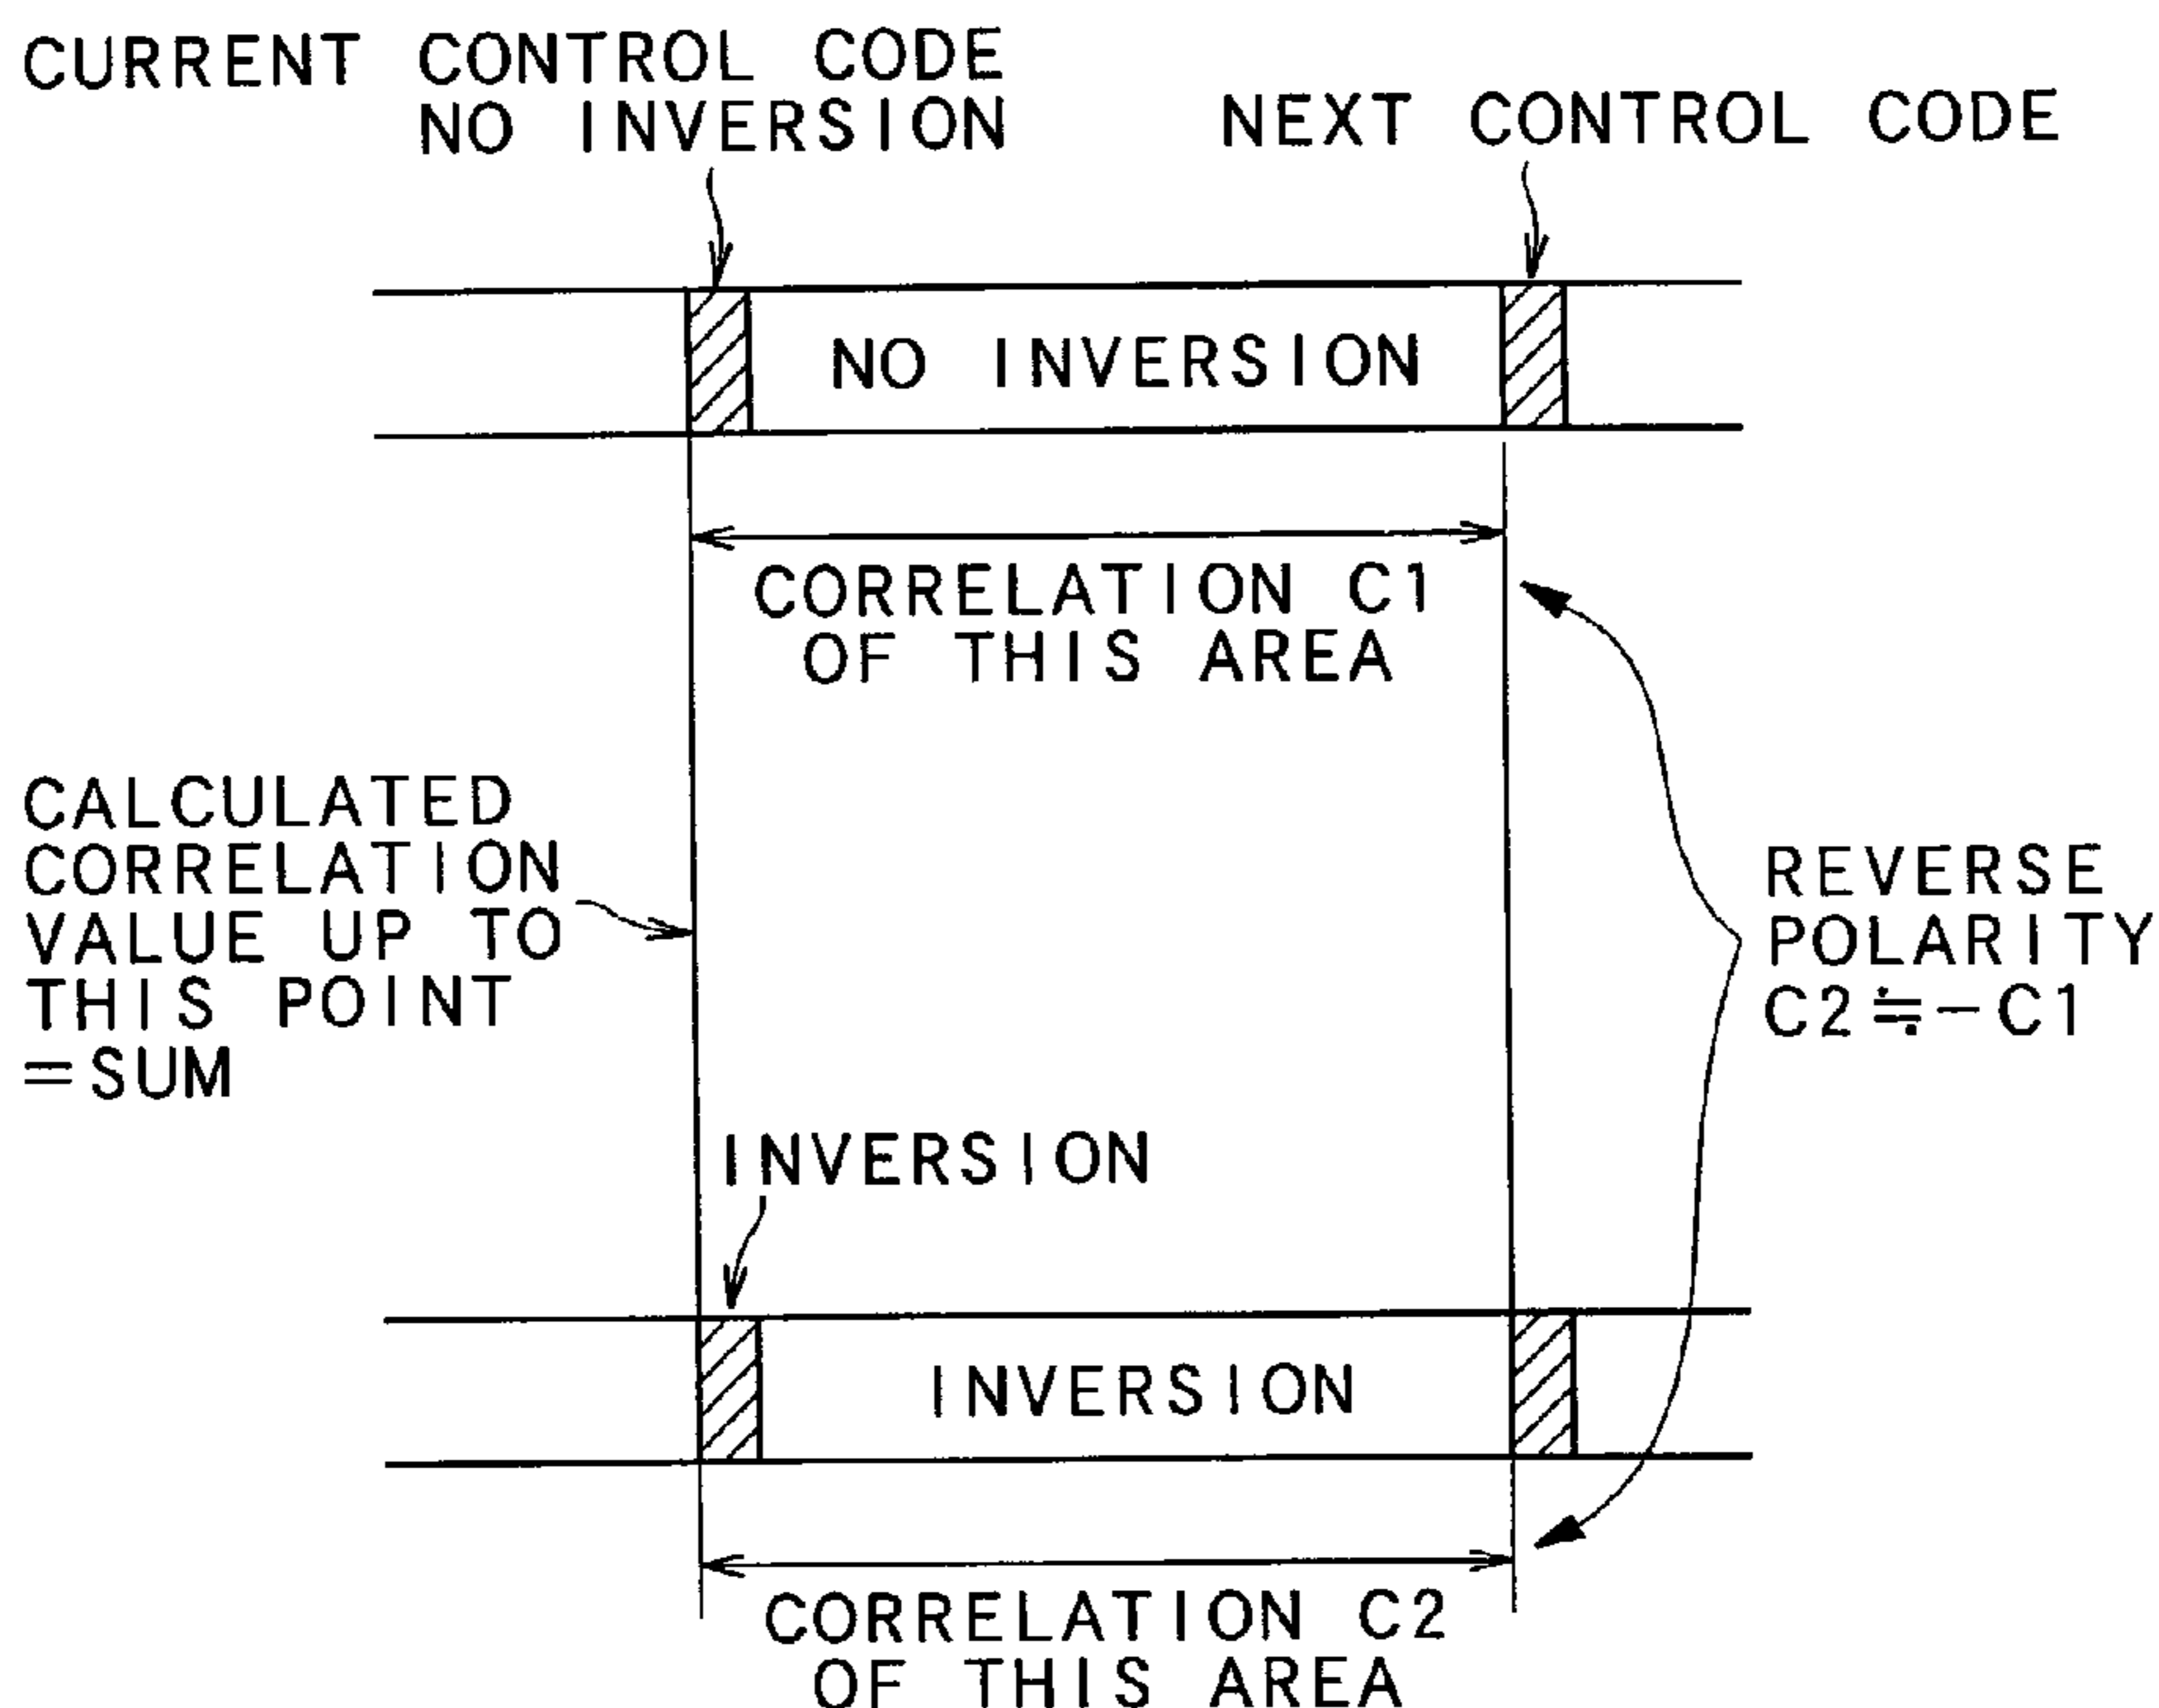 CURRENT CONTROL CODE
NO INVERSION
NEXT CONTROL CODE
NO INVERSION
CORRELATION C1
OF THIS AREA
CALCULATED
CORRELATION
VALUE UP TO
THIS POINT
=SUM
REVERSE
POLARITY
C2≒-C1
INVERSION
INVERSION
CORRELATION C2
OF THIS AREA